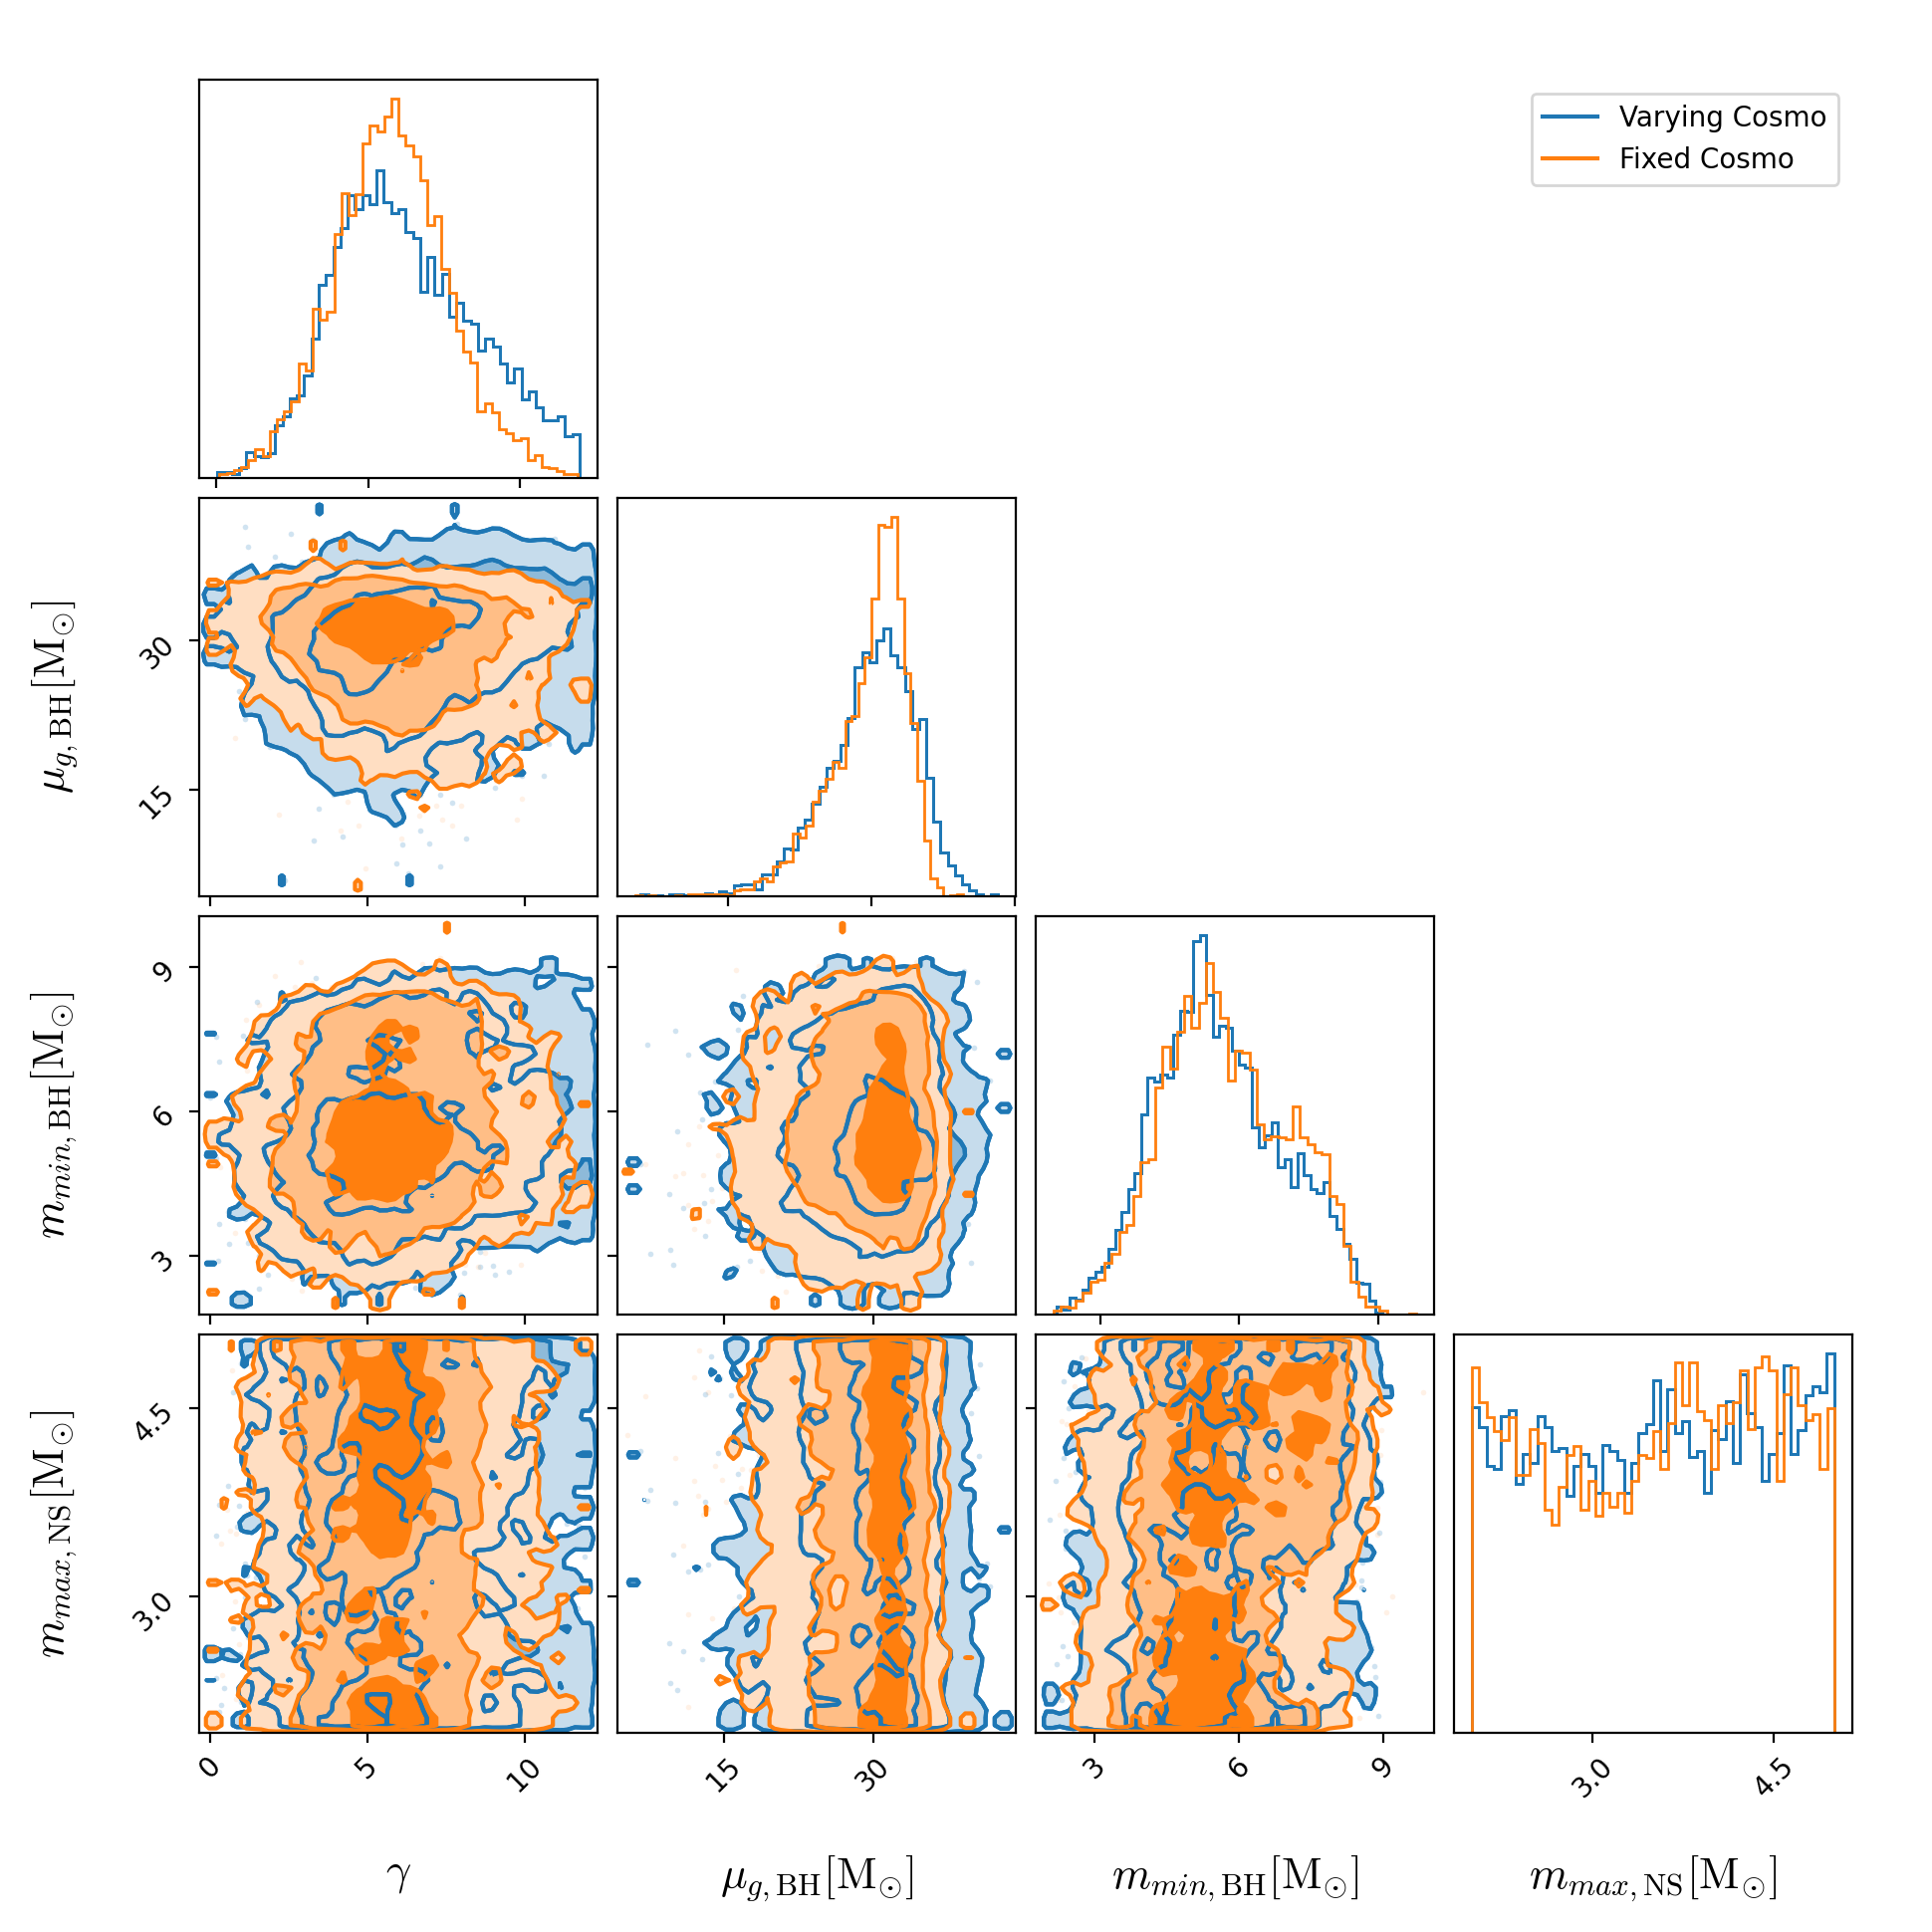 Varying Cosmo
Fixed Cosmo
μg, BH[M⊙]
30
15
mmin, BH[M⊙]
9
6
3
mmax, NS[M⊙]
4.5
3.0
0 5 10 15 30 3 6 9 3.0 4.5
γ μg, BH[M⊙] mmin, BH[M⊙] mmax, NS[M⊙]